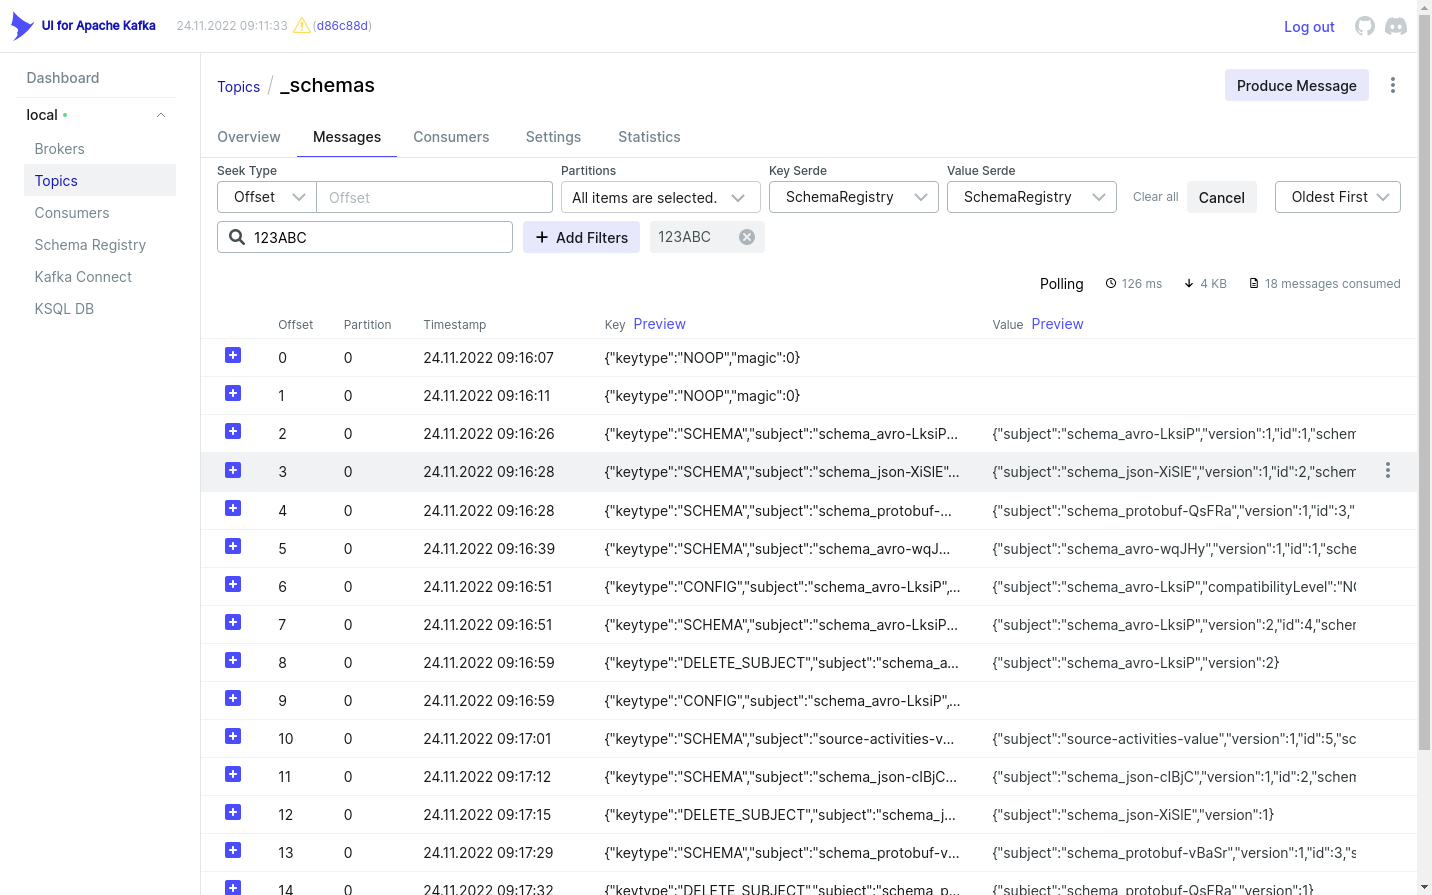 UI for Apache Kafka
24.11.2022 09:11:33 (d86c88d)
Log out
Dashboard
local
Brokers
Topics
Consumers
Schema Registry
Kafka Connect
KSQL DB
Topics / _schemas
Produce Message
Overview Messages Consumers Settings Statistics
Seek Type Partitions Key Serde Value Serde
Offset Offset All items are selected. SchemaRegistry SchemaRegistry Clear all Cancel Oldest First
123ABC Add Filters 123ABC
Polling 126 ms 4 KB 18 messages consumed
Offset Partition Timestamp Key Preview Value Preview
0 0 24.11.2022 09:16:07 {"keytype":"NOOP","magic":0}
1 0 24.11.2022 09:16:11 {"keytype":"NOOP","magic":0}
2 0 24.11.2022 09:16:26 {"keytype":"SCHEMA","subject":"schema_avro-LksiP... {"subject":"schema_avro-LksiP","version":1,"id":1,"schem
3 0 24.11.2022 09:16:28 {"keytype":"SCHEMA","subject":"schema_json-XiSlE"... {"subject":"schema_json-XiSlE","version":1,"id":2,"schem
4 0 24.11.2022 09:16:28 {"keytype":"SCHEMA","subject":"schema_protobuf-... {"subject":"schema_protobuf-QsFRa","version":1,"id":3,"
5 0 24.11.2022 09:16:39 {"keytype":"SCHEMA","subject":"schema_avro-wqJ... {"subject":"schema_avro-wqJHy","version":1,"id":1,"sche
6 0 24.11.2022 09:16:51 {"keytype":"CONFIG","subject":"schema_avro-LksiP",... {"subject":"schema_avro-LksiP","compatibilityLevel":"NO
7 0 24.11.2022 09:16:51 {"keytype":"SCHEMA","subject":"schema_avro-LksiP... {"subject":"schema_avro-LksiP","version":2,"id":4,"schem
8 0 24.11.2022 09:16:59 {"keytype":"DELETE_SUBJECT","subject":"schema_a... {"subject":"schema_avro-LksiP","version":2}
9 0 24.11.2022 09:16:59 {"keytype":"CONFIG","subject":"schema_avro-LksiP",...
10 0 24.11.2022 09:17:01 {"keytype":"SCHEMA","subject":"source-activities-v... {"subject":"source-activities-value","version":1,"id":5,"sc
11 0 24.11.2022 09:17:12 {"keytype":"SCHEMA","subject":"schema_json-cIBjC... {"subject":"schema_json-cIBjC","version":1,"id":2,"schem
12 0 24.11.2022 09:17:15 {"keytype":"DELETE_SUBJECT","subject":"schema_j... {"subject":"schema_json-XiSlE","version":1}
13 0 24.11.2022 09:17:29 {"keytype":"SCHEMA","subject":"schema_protobuf-v... {"subject":"schema_protobuf-vBaSr","version":1,"id":3,"s
14 0 24.11.2022 09:17:32 {"keytype":"DELETE_SUBJECT","subject":"schema_p... {"subject":"schema_protobuf-QsFRa","version":1}